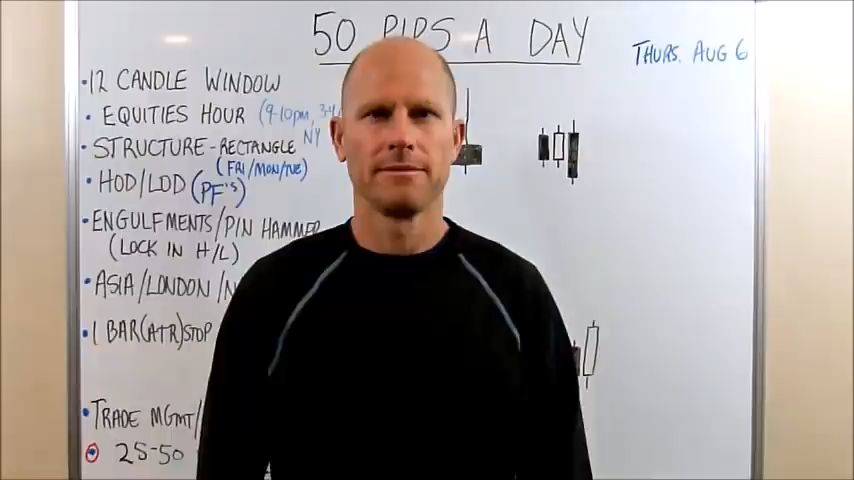 50 PIPS A DAY
THURS. AUG 6
• 12 CANDLE WINDOW
• EQUITIES HOUR (9-10pm, 3-4
NY
• STRUCTURE-RECTANGLE
(FRI/MON/TUE)
• HOD/LOD (PF's)
• ENGULFMENTS/PIN HAMMER
(LOCK IN H/L)
• ASIA/LONDON/N
• 1 BAR(ATR)STOP
• TRADE MGMT/
• 25-50